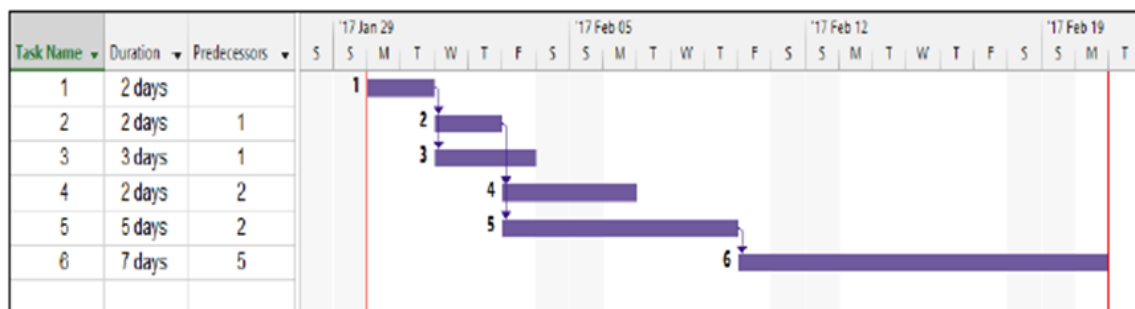 '17 Jan 29 '17 Feb 05 '17 Feb 12 '17 Feb 19
Task Name Duration Predecessors S S M T W T F S S M T W T F S S M T W T F S S M T
1 2 days 1
2 2 days 1 2
3 3 days 1 3
4 2 days 2 4
5 5 days 2 5
6 7 days 5 6